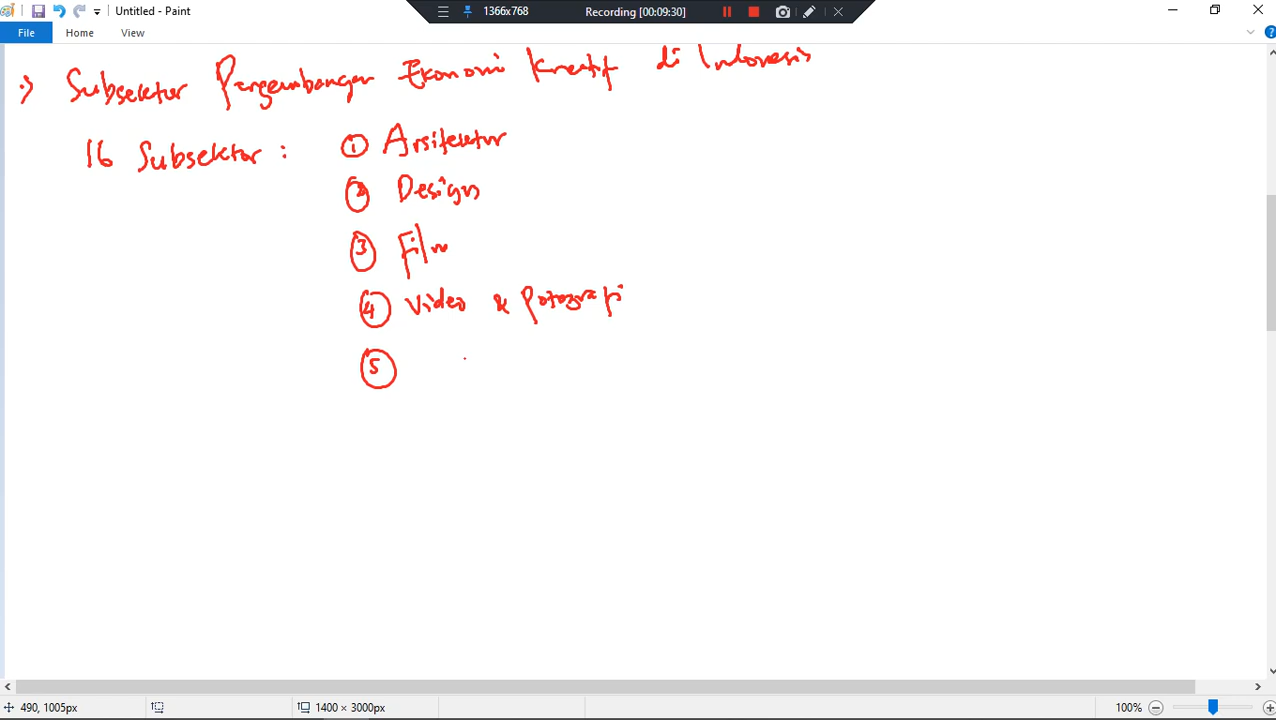 Untitled - Paint
1366x768
Recording [00:09:30]
File Home View
Subsektor Pengembangan Ekonomi Kreatif di Indonesia
16 Subsektor : ① Arsitektur
② Design
③ Film
④ Video & Potografi
⑤
490, 1005px
1400 × 3000px
100%